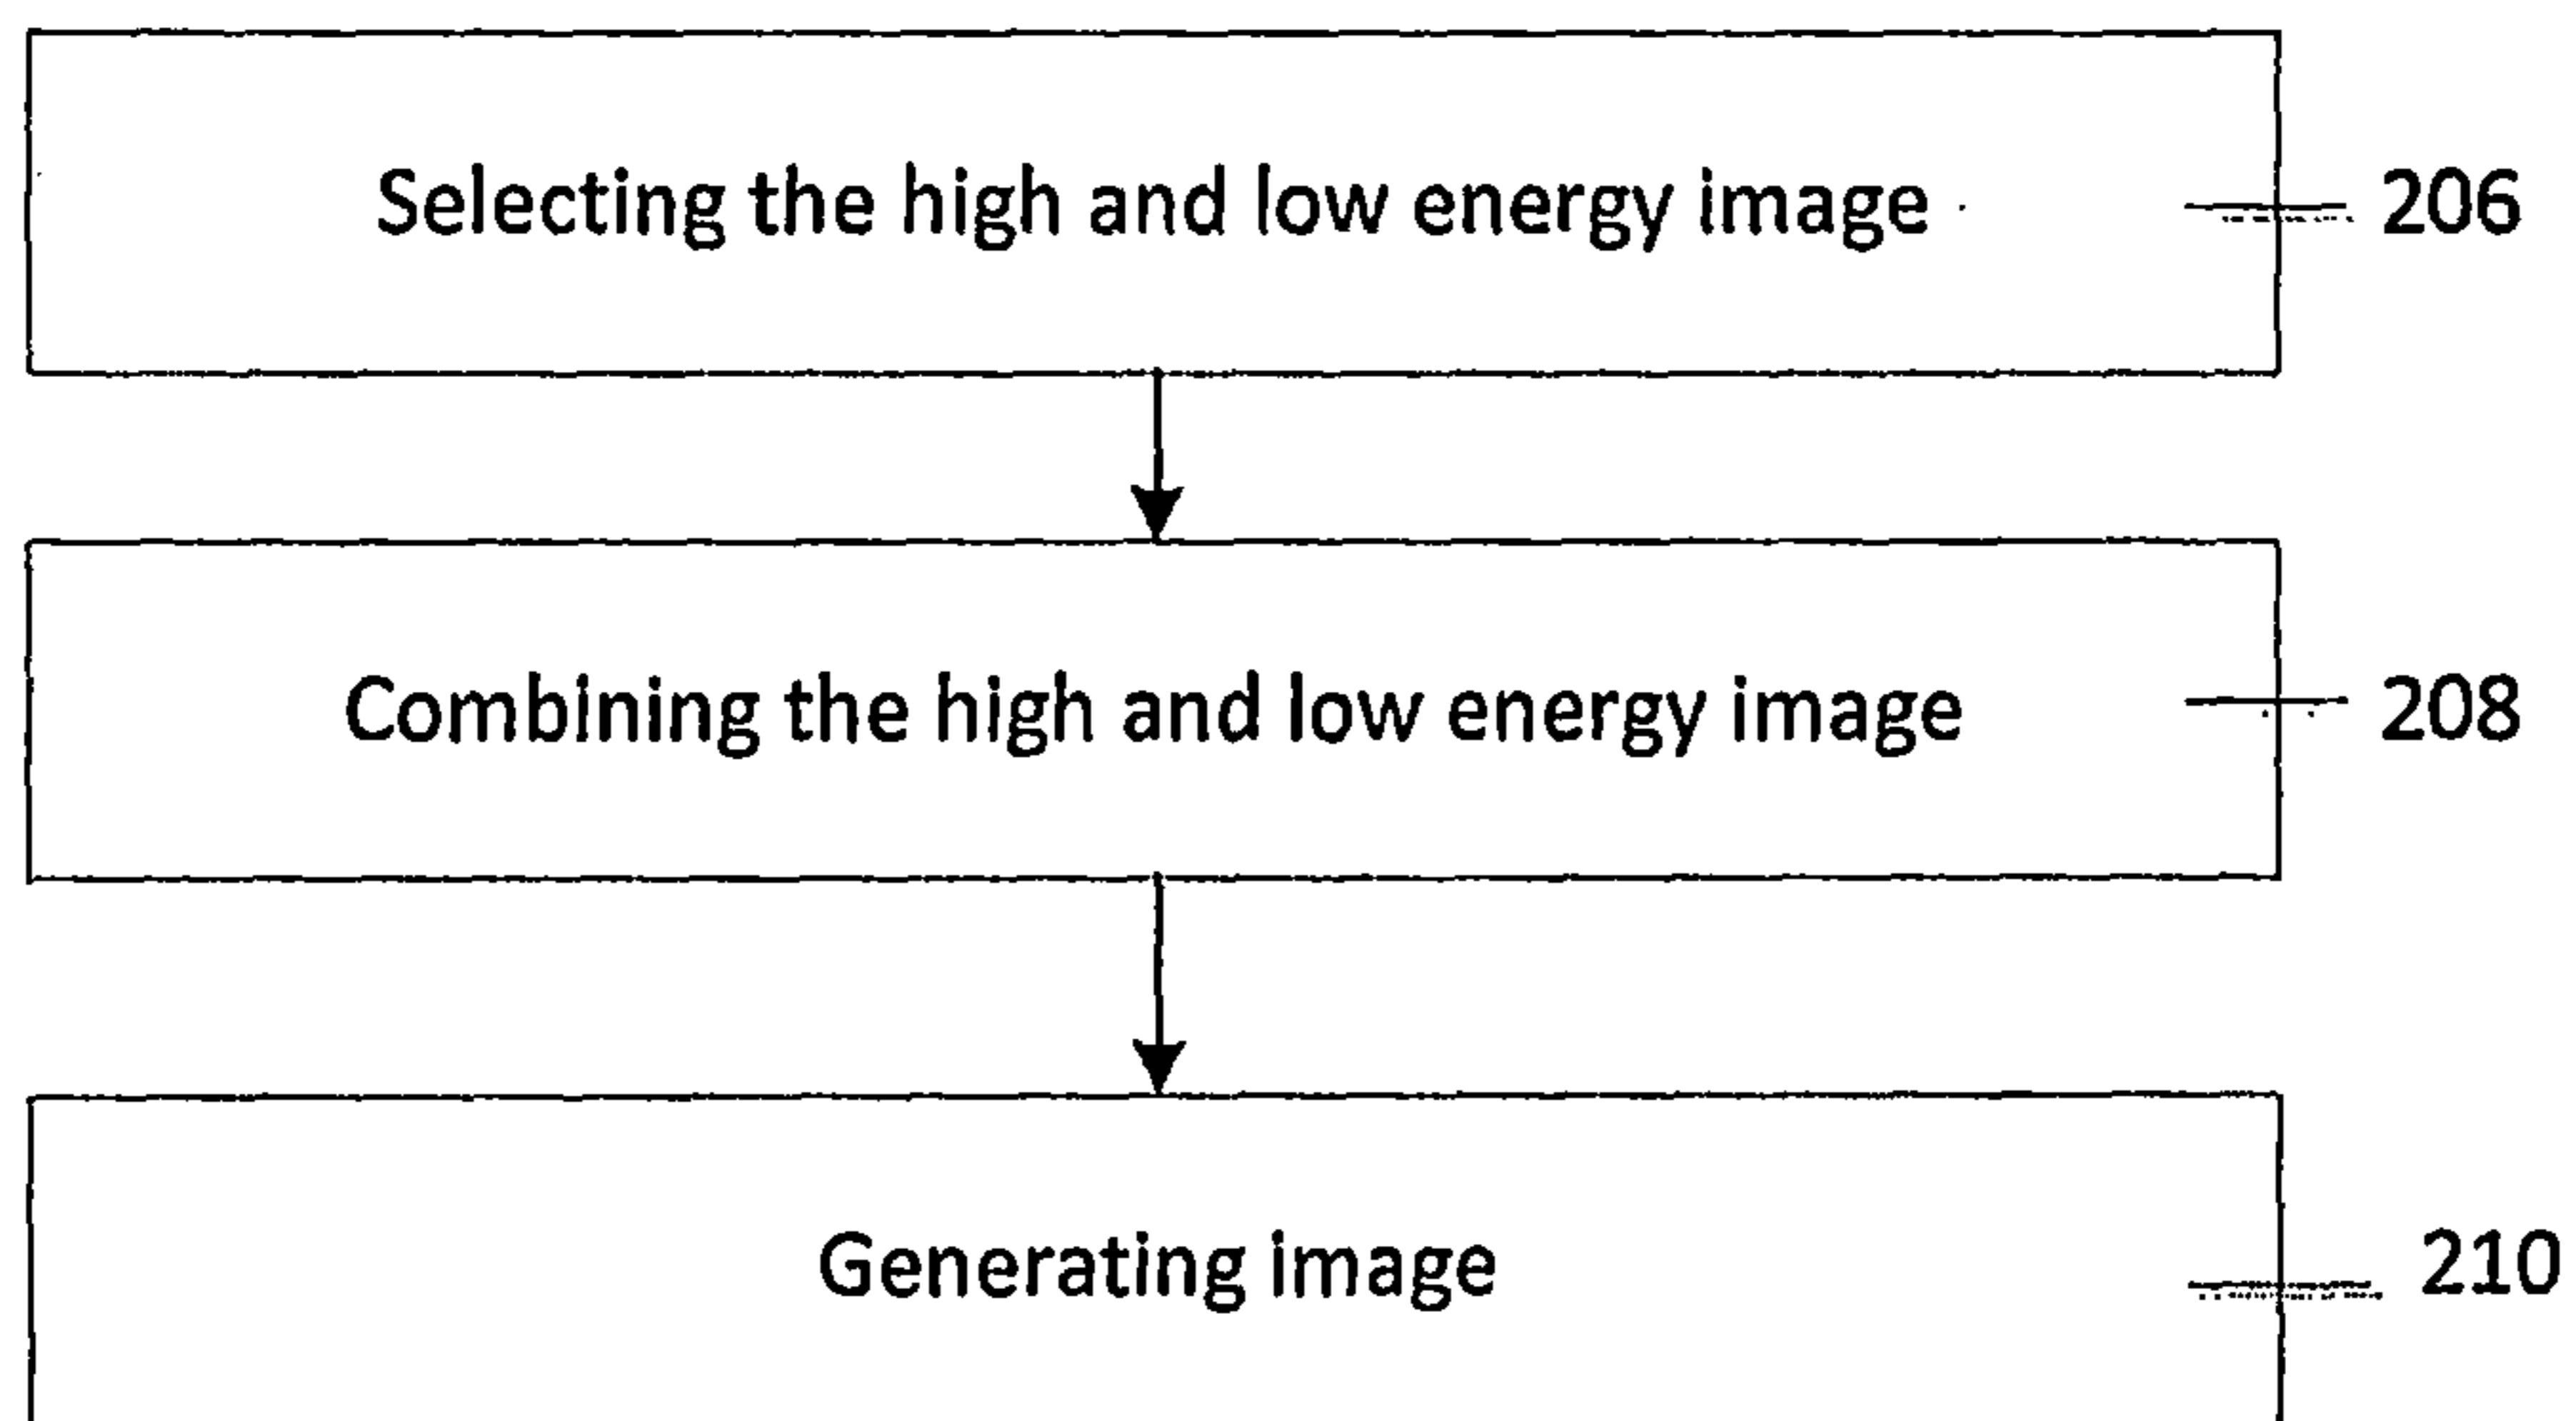 Selecting the high and low energy image
206
Combining the high and low energy image
208
Generating image
210